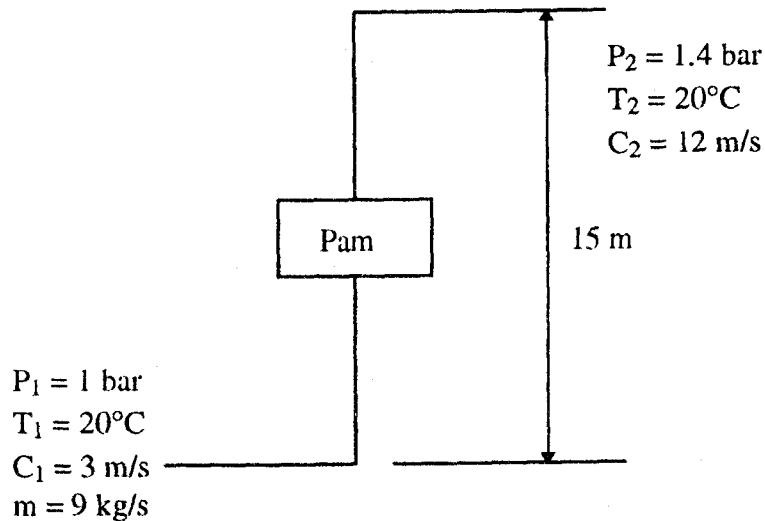 P₂ = 1.4 bar
T₂ = 20°C
C₂ = 12 m/s
Pam
15 m
P₁ = 1 bar
T₁ = 20°C
C₁ = 3 m/s
m = 9 kg/s